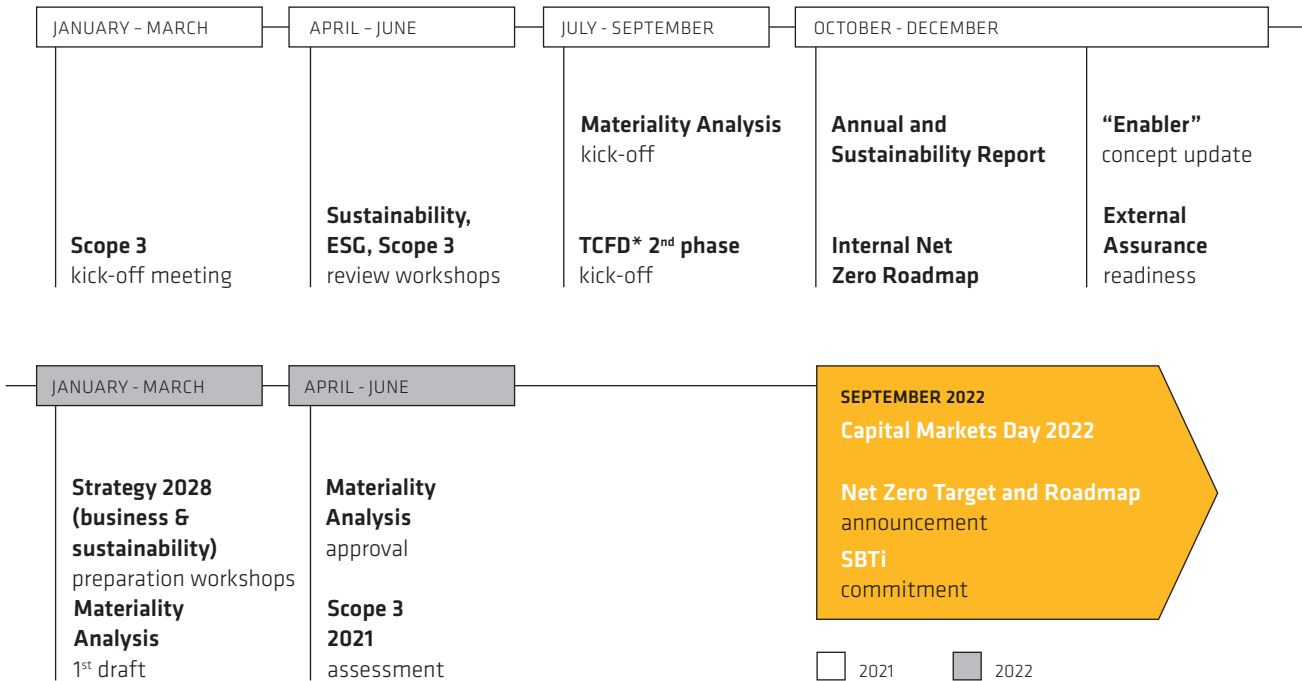 JANUARY – MARCH
APRIL – JUNE
JULY - SEPTEMBER
OCTOBER - DECEMBER
Scope 3
kick-off meeting
Sustainability,
ESG, Scope 3
review workshops
Materiality Analysis
kick-off
TCFD* 2nd phase
kick-off
Annual and
Sustainability Report
Internal Net
Zero Roadmap
“Enabler”
concept update
External
Assurance
readiness
JANUARY - MARCH
APRIL - JUNE
Strategy 2028
(business &
sustainability)
preparation workshops
Materiality
Analysis
1st draft
Materiality
Analysis
approval
Scope 3
2021
assessment
SEPTEMBER 2022
Capital Markets Day 2022
Net Zero Target and Roadmap
announcement
SBTi
commitment
2021
2022